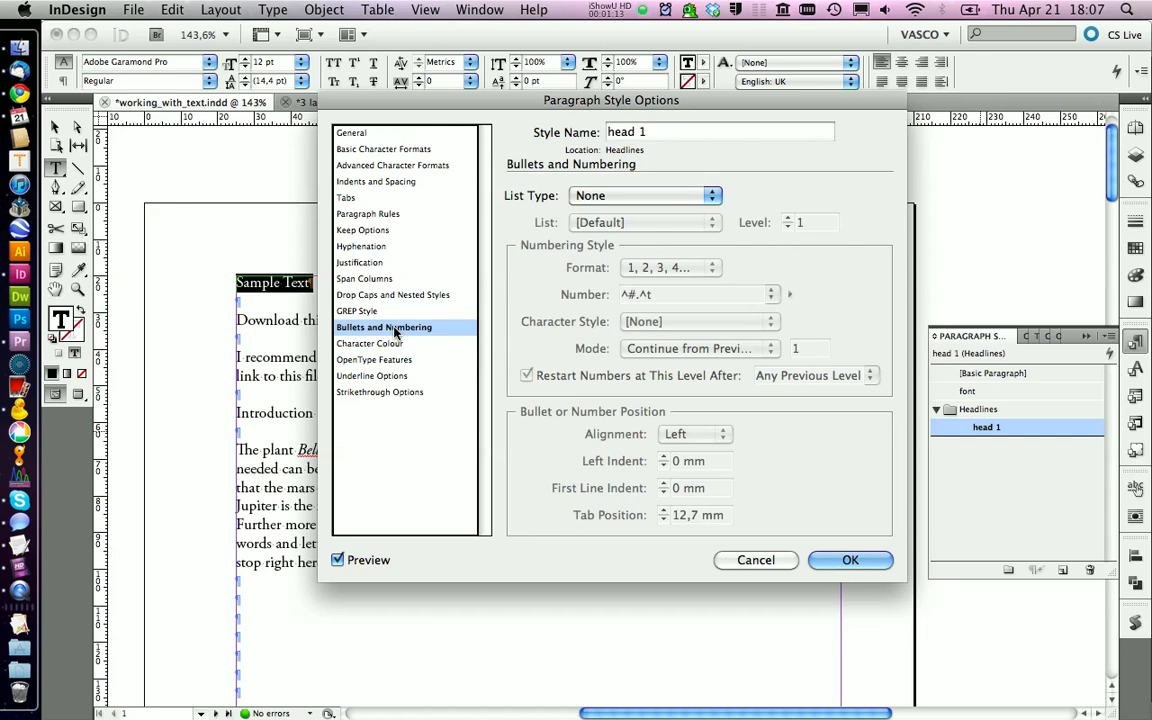 InDesign File Edit Layout Type Object Table View Window Help
iShowU HD
00:01:13
Thu Apr 21 18:07
Br 143,6%
VASCO
CS Live
Adobe Garamond Pro
12 pt
Metrics
100%
100%
[None]
Regular
(14,4 pt)
0
0 pt
0°
English: UK
*working_with_text.indd @ 143%
Paragraph Style Options
General
Basic Character Formats
Advanced Character Formats
Indents and Spacing
Tabs
Paragraph Rules
Keep Options
Hyphenation
Justification
Span Columns
Drop Caps and Nested Styles
GREP Style
Bullets and Numbering
Character Colour
OpenType Features
Underline Options
Strikethrough Options
Style Name: head 1
Location: Headlines
Bullets and Numbering
List Type: None
List: [Default]
Level: 1
Numbering Style
Format: 1, 2, 3, 4...
Number: ^#.^t
Character Style: [None]
Mode: Continue from Previ... 1
Restart Numbers at This Level After: Any Previous Level
Bullet or Number Position
Alignment: Left
Left Indent: 0 mm
First Line Indent: 0 mm
Tab Position: 12,7 mm
Preview
Cancel
OK
Sample Text
Download thi
I recommend
link to this fil
Introduction
The plant Bell
needed can be
that the mars
Jupiter is the
Further more
words and let
stop right her
PARAGRAPH S...
head 1 (Headlines)
[Basic Paragraph]
font
Headlines
head 1
1
No errors